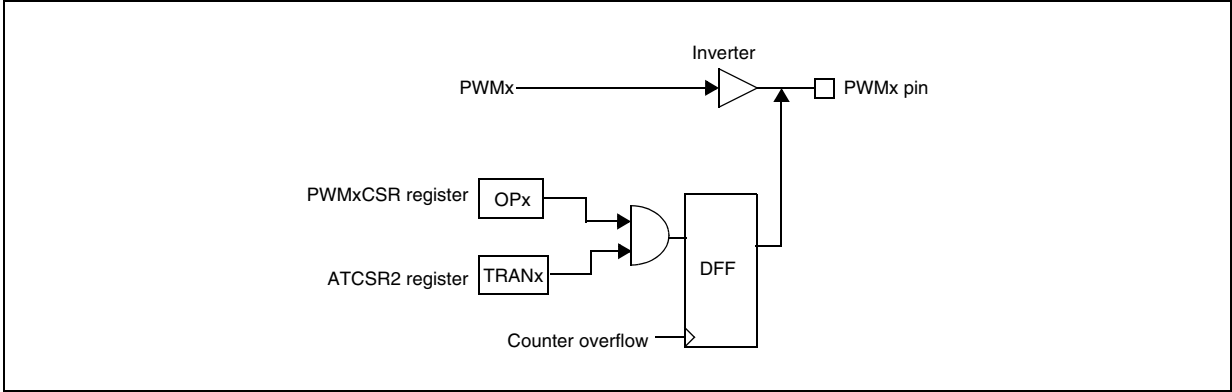 Inverter
PWMx
PWMx pin
PWMxCSR register
OPx
ATCSR2 register
TRANx
DFF
Counter overflow